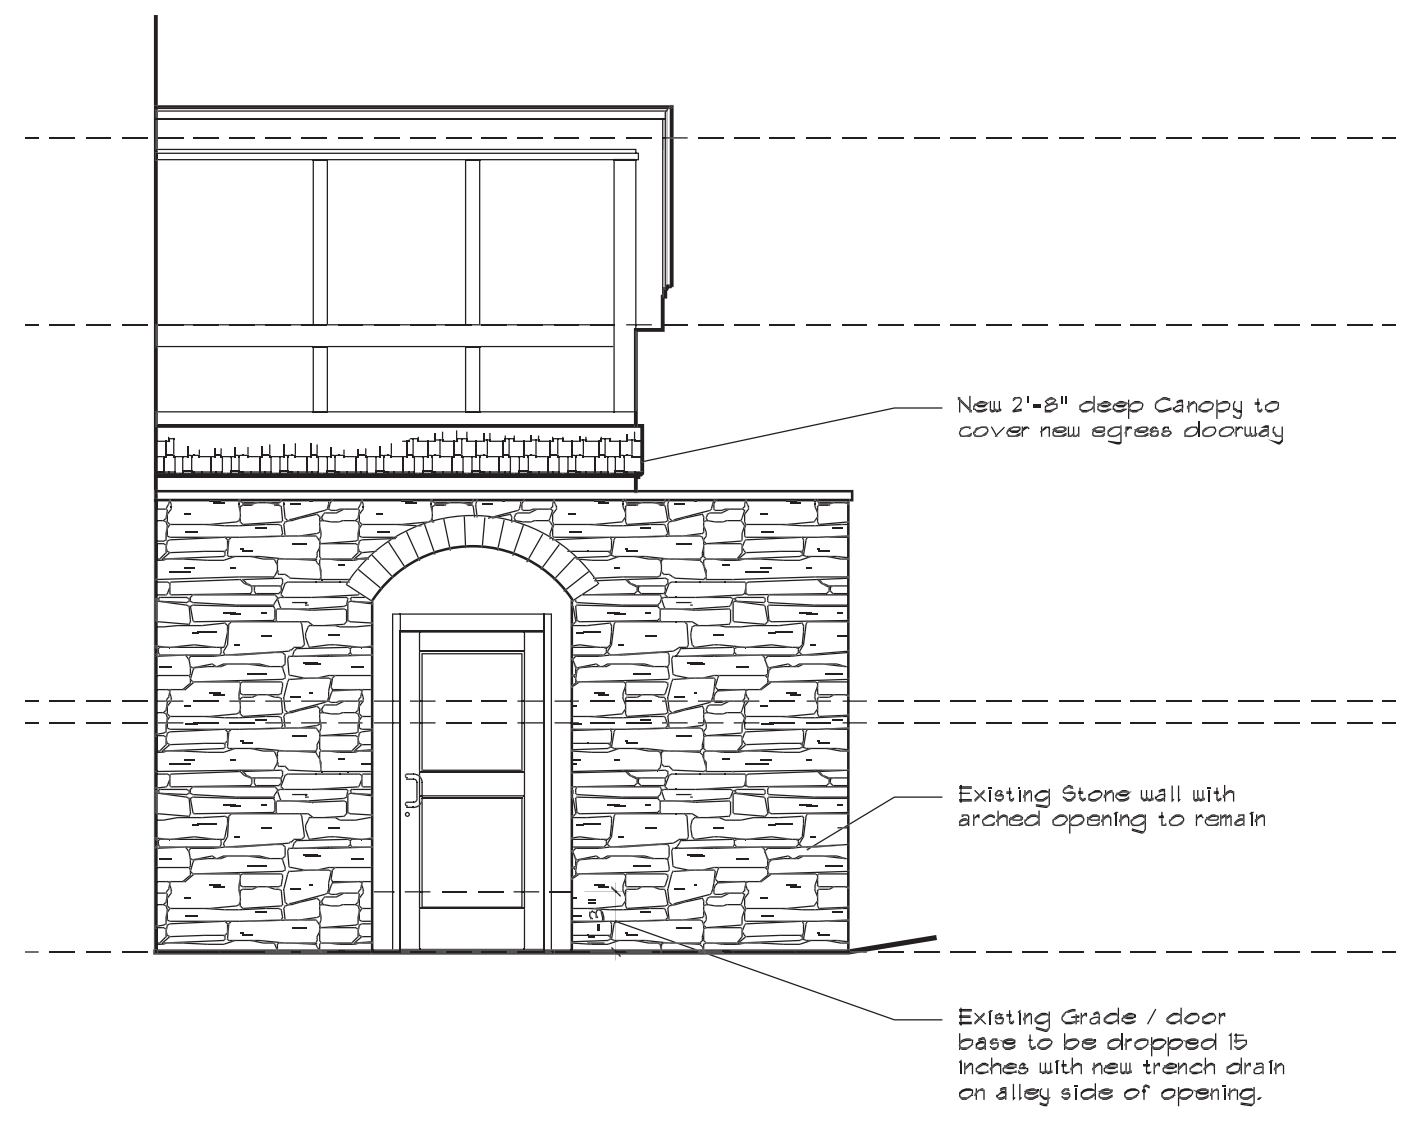 New 2'-8" deep Canopy to
cover new egress doorway
Existing Stone wall with
arched opening to remain
Existing Grade / door
base to be dropped 15
inches with new trench drain
on alley side of opening.